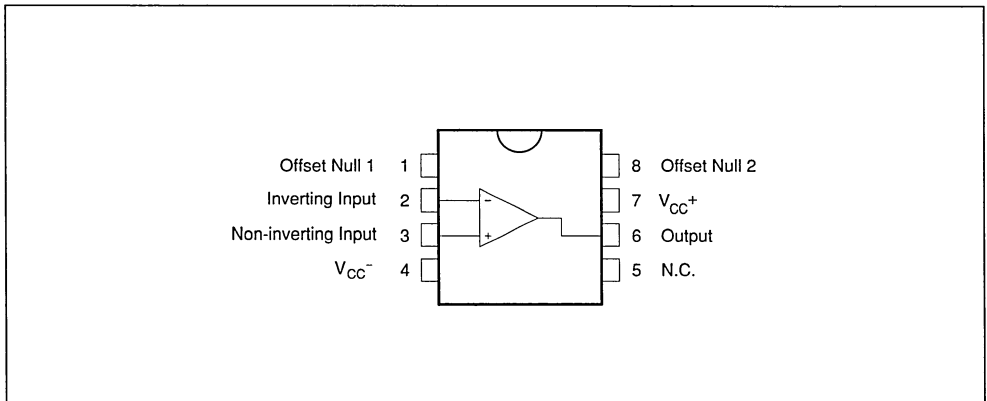 Offset Null 1 1
Inverting Input 2
Non-inverting Input 3
VCC- 4
8 Offset Null 2
7 VCC+
6 Output
5 N.C.
-
+